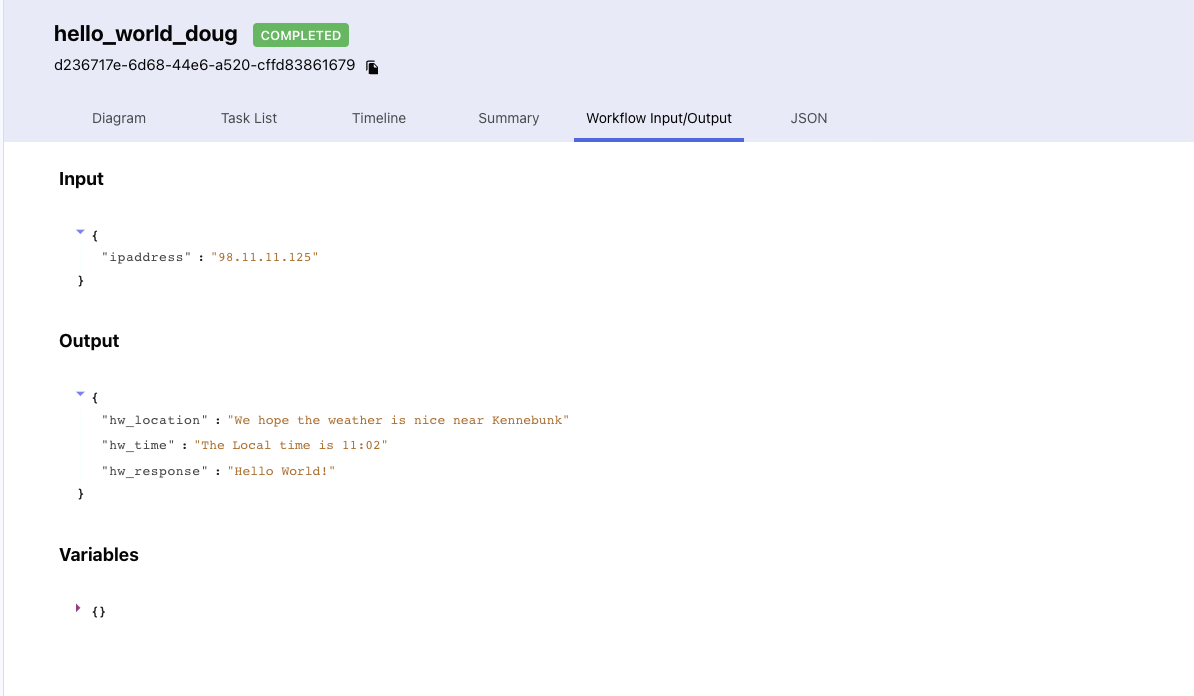 hello_world_doug COMPLETED
d236717e-6d68-44e6-a520-cffd83861679
Diagram Task List Timeline Summary Workflow Input/Output JSON
Input
{
"ipaddress" : "98.11.11.125"
}
Output
{
"hw_location" : "We hope the weather is nice near Kennebunk"
"hw_time" : "The Local time is 11:02"
"hw_response" : "Hello World!"
}
Variables
{}